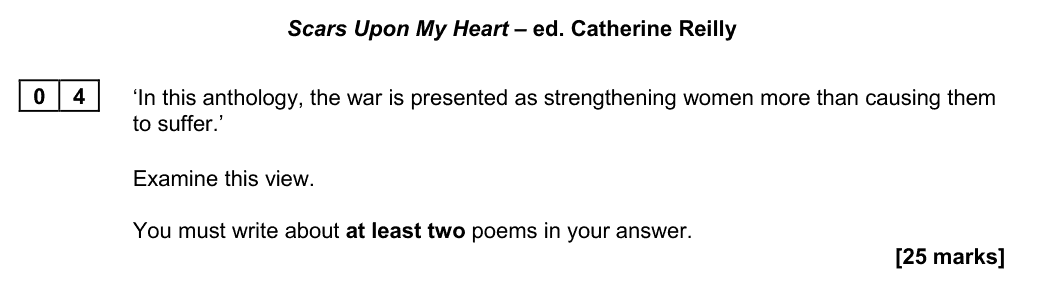 Scars Upon My Heart – ed. Catherine Reilly
0 4 ‘In this anthology, the war is presented as strengthening women more than causing them
to suffer.’
Examine this view.
You must write about at least two poems in your answer.
[25 marks]